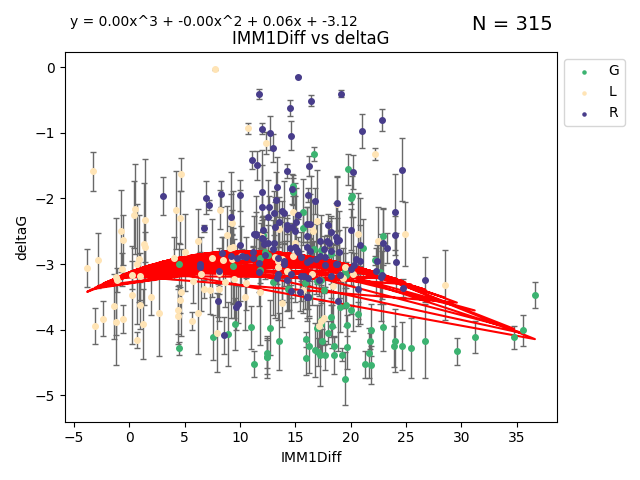 y = 0.00x^3 + -0.00x^2 + 0.06x + -3.12
N = 315
IMM1Diff vs deltaG
G
L
R
deltaG
0
−1
−2
−3
−4
−5
−5 0 5 10 15 20 25 30 35
IMM1Diff